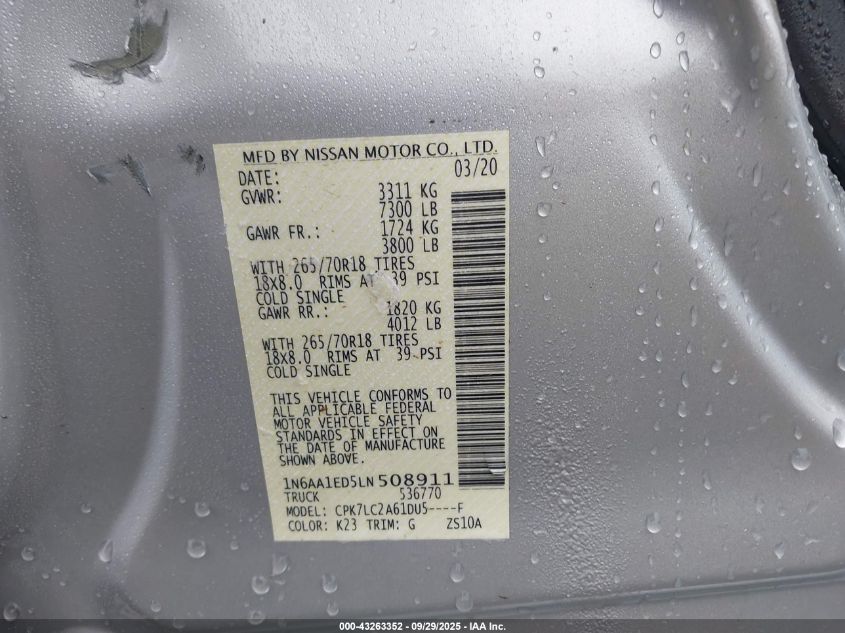 MFD BY NISSAN MOTOR CO., LTD.
DATE: 03/20
GVWR: 3311 KG
7300 LB
GAWR FR.: 1724 KG
3800 LB
WITH 265/70R18 TIRES
18X8.0 RIMS AT 39 PSI
COLD SINGLE
GAWR RR.: 1820 KG
4012 LB
WITH 265/70R18 TIRES
18X8.0 RIMS AT 39 PSI
COLD SINGLE
THIS VEHICLE CONFORMS TO
ALL APPLICABLE FEDERAL
MOTOR VEHICLE SAFETY
STANDARDS IN EFFECT ON
THE DATE OF MANUFACTURE
SHOWN ABOVE.
1N6AA1ED5LN508911
TRUCK 536770
MODEL: CPK7LC2A61DU5----F
COLOR: K23 TRIM: G ZS10A
000-43263352 - 09/29/2025 - IAA Inc.